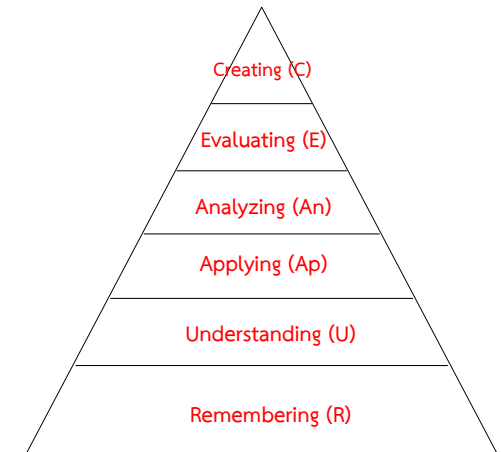 Creating (C)
Evaluating (E)
Analyzing (An)
Applying (Ap)
Understanding (U)
Remembering (R)